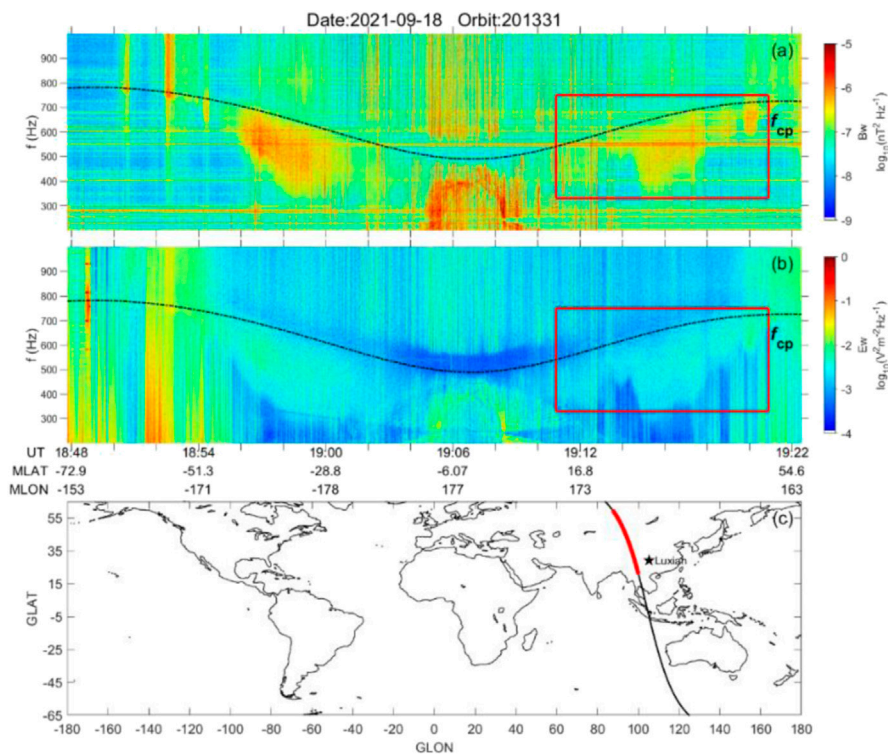 Date:2021-09-18 Orbit:201331
(a)
900
800
700
600
500
400
300
f (Hz)
f_cp
-5
-6
-7
-8
-9
Bw
log10(nT² Hz⁻¹)
(b)
900
800
700
600
500
400
300
f (Hz)
f_cp
0
-1
-2
-3
-4
Ew
log10(V²m⁻²Hz⁻¹)
UT 18:48 18:54 19:00 19:06 19:12 19:22
MLAT -72.9 -51.3 -28.8 -6.07 16.8 54.6
MLON -153 -171 -178 177 173 163
(c)
55
35
15
-5
-25
-45
-65
GLAT
★Luxian
-180 -160 -140 -120 -100 -80 -60 -40 -20 0 20 40 60 80 100 120 140 160 180
GLON